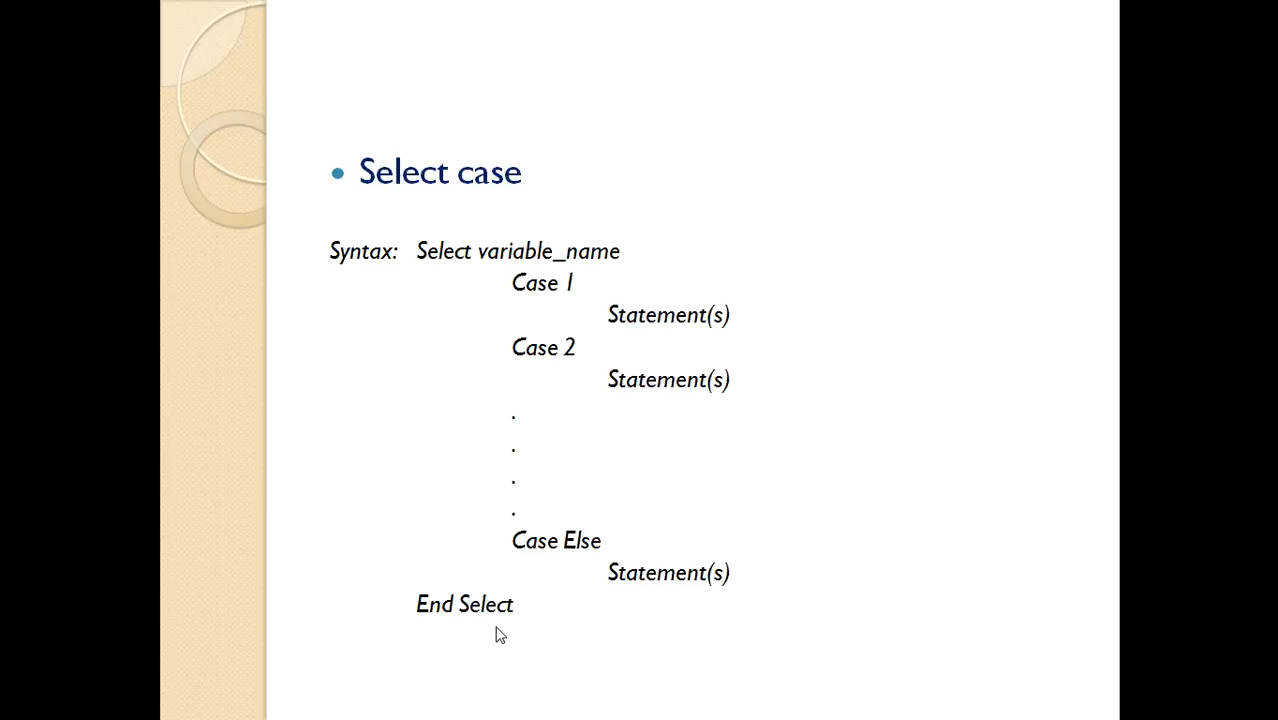 Select case
Syntax: Select variable_name
Case 1
Statement(s)
Case 2
Statement(s)
.
.
.
.
Case Else
Statement(s)
End Select